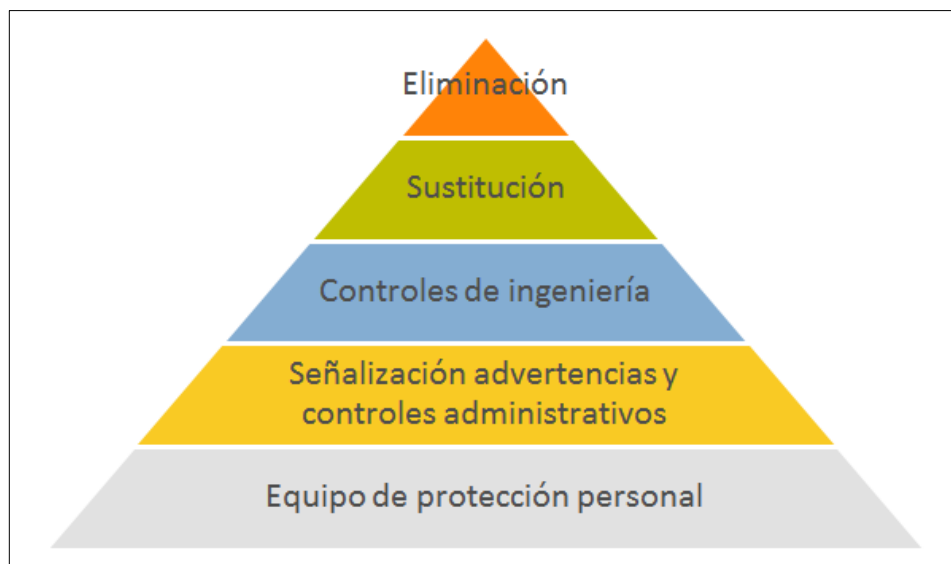 Eliminación
Sustitución
Controles de ingeniería
Señalización advertencias y
controles administrativos
Equipo de protección personal